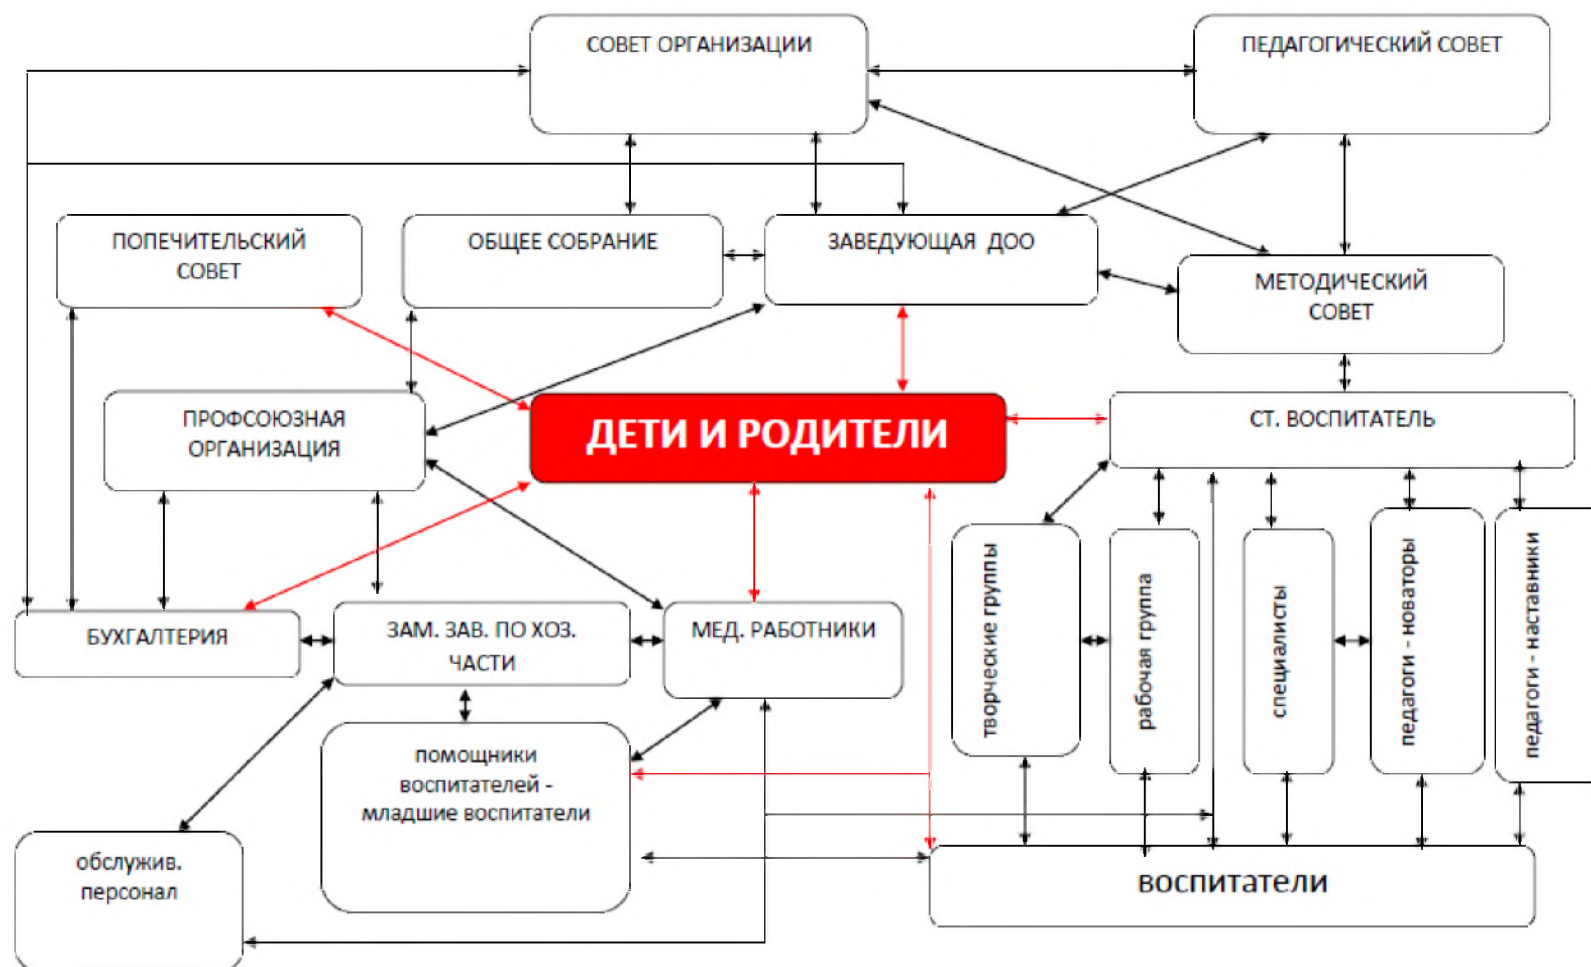 СОВЕТ ОРГАНИЗАЦИИ
ПЕДАГОГИЧЕСКИЙ СОВЕТ
ПОПЕЧИТЕЛЬСКИЙ
СОВЕТ
ОБЩЕЕ СОБРАНИЕ
ЗАВЕДУЮЩАЯ ДОО
МЕТОДИЧЕСКИЙ
СОВЕТ
ПРОФСОЮЗНАЯ
ОРГАНИЗАЦИЯ
ДЕТИ И РОДИТЕЛИ
СТ. ВОСПИТАТЕЛЬ
творческие группы
рабочая группа
специалисты
педагоги - новаторы
педагоги - наставники
БУХГАЛТЕРИЯ
ЗАМ. ЗАВ. ПО ХОЗ.
ЧАСТИ
МЕД. РАБОТНИКИ
помощники
воспитателей -
младшие воспитатели
обслужив.
персонал
воспитатели